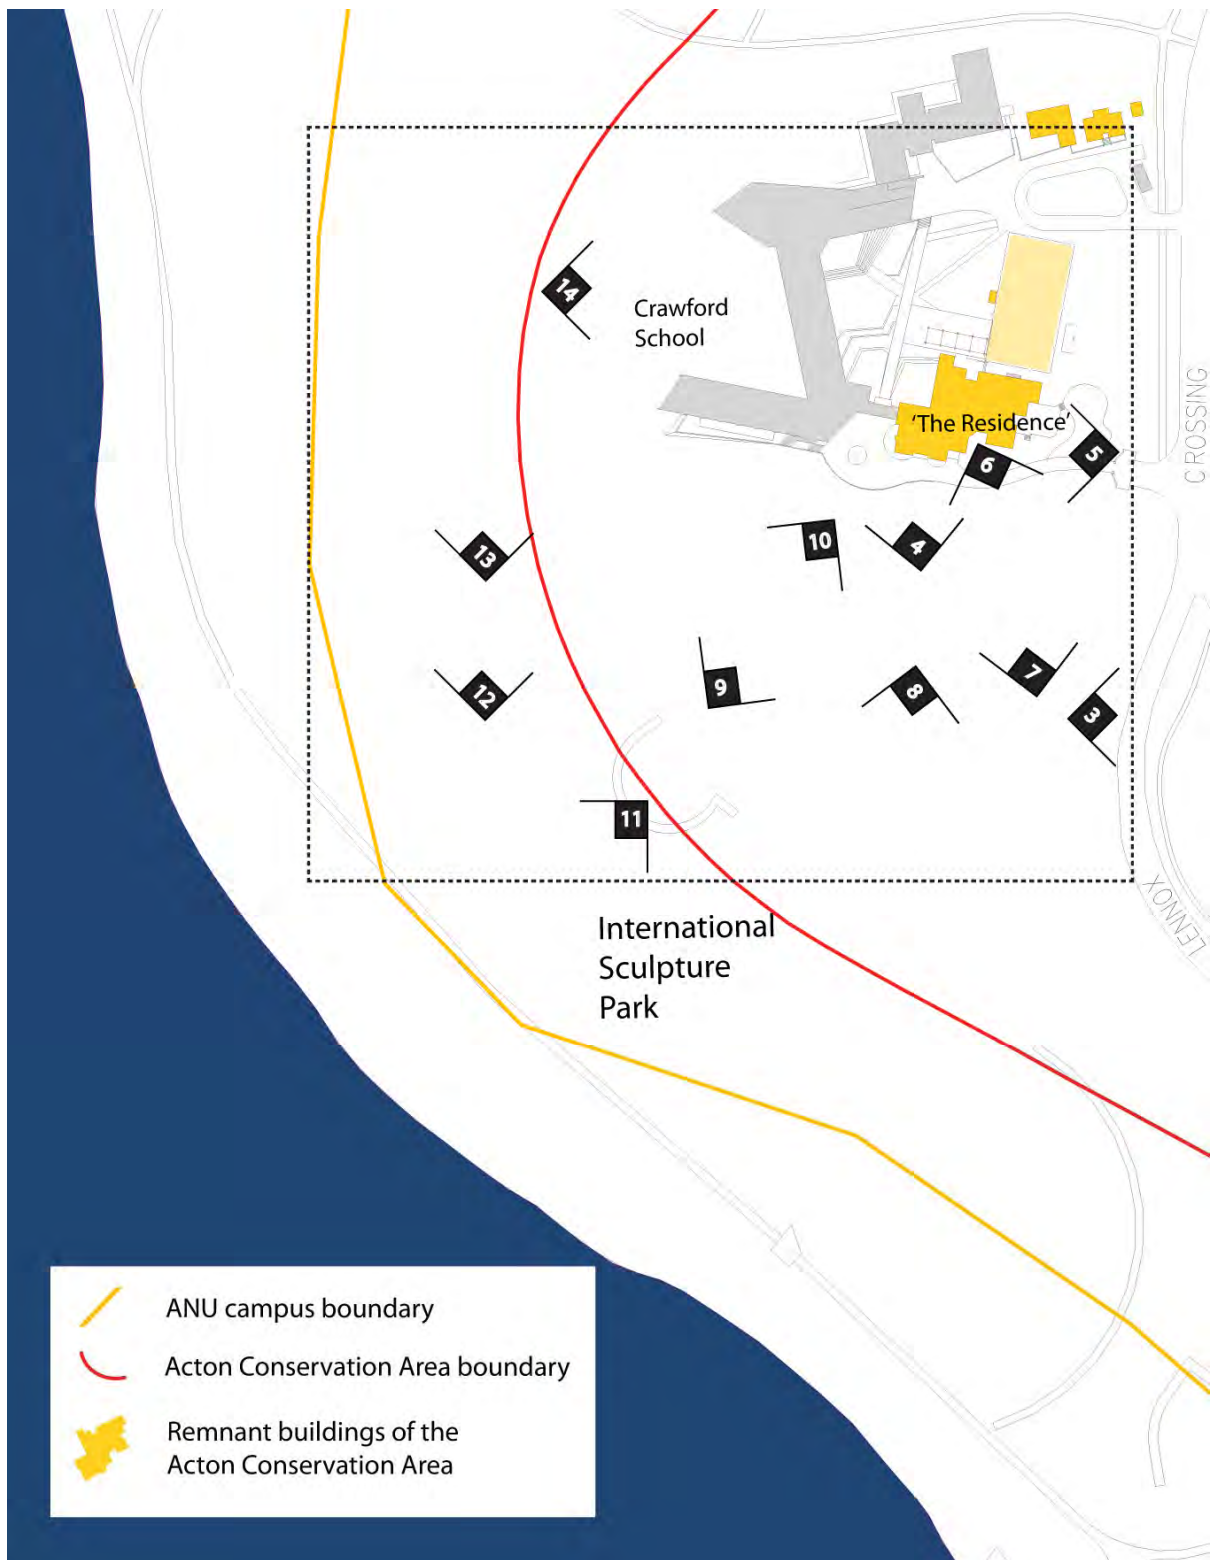 14
Crawford
School
CROSSING
'The Residence'
5
6
10
4
13
9
8
7
12
3
11
LENNOX
International
Sculpture
Park
ANU campus boundary
Acton Conservation Area boundary
Remnant buildings of the
Acton Conservation Area